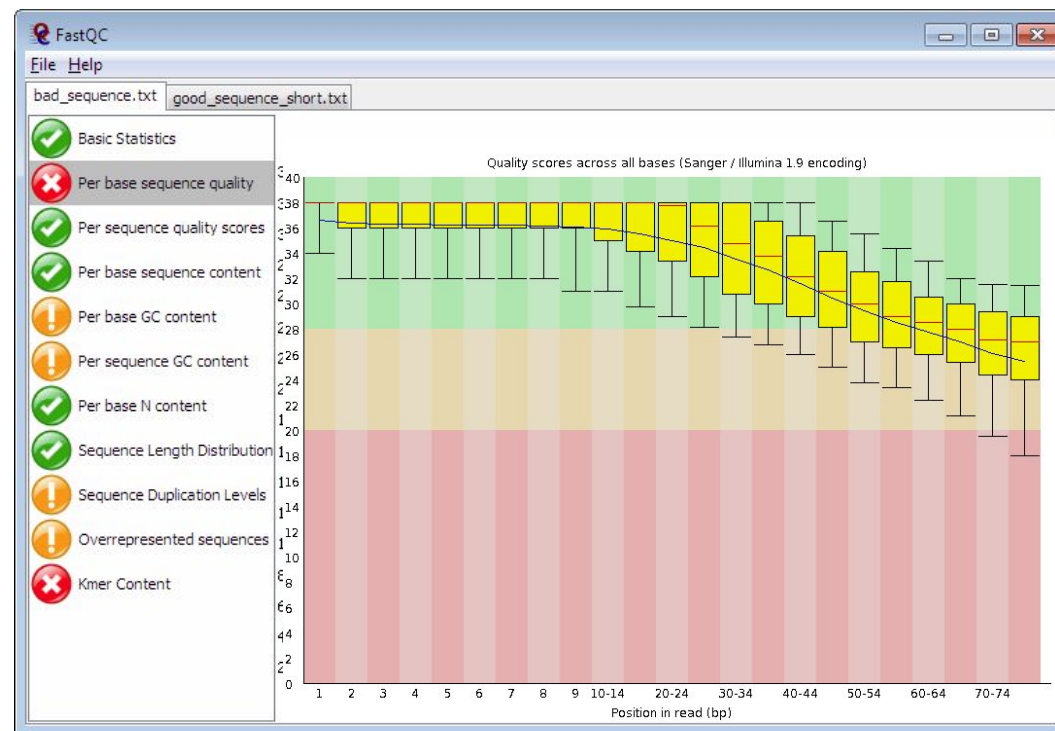 FastQC
File Help
bad_sequence.txt good_sequence_short.txt
Basic Statistics
Per base sequence quality
Per sequence quality scores
Per base sequence content
Per base GC content
Per sequence GC content
Per base N content
Sequence Length Distribution
Sequence Duplication Levels
Overrepresented sequences
Kmer Content
Quality scores across all bases (Sanger / Illumina 1.9 encoding)
40
38
36
34
32
30
28
26
24
22
20
18
16
14
12
10
8
6
4
2
0
1 2 3 4 5 6 7 8 9 10-14 20-24 30-34 40-44 50-54 60-64 70-74
Position in read (bp)